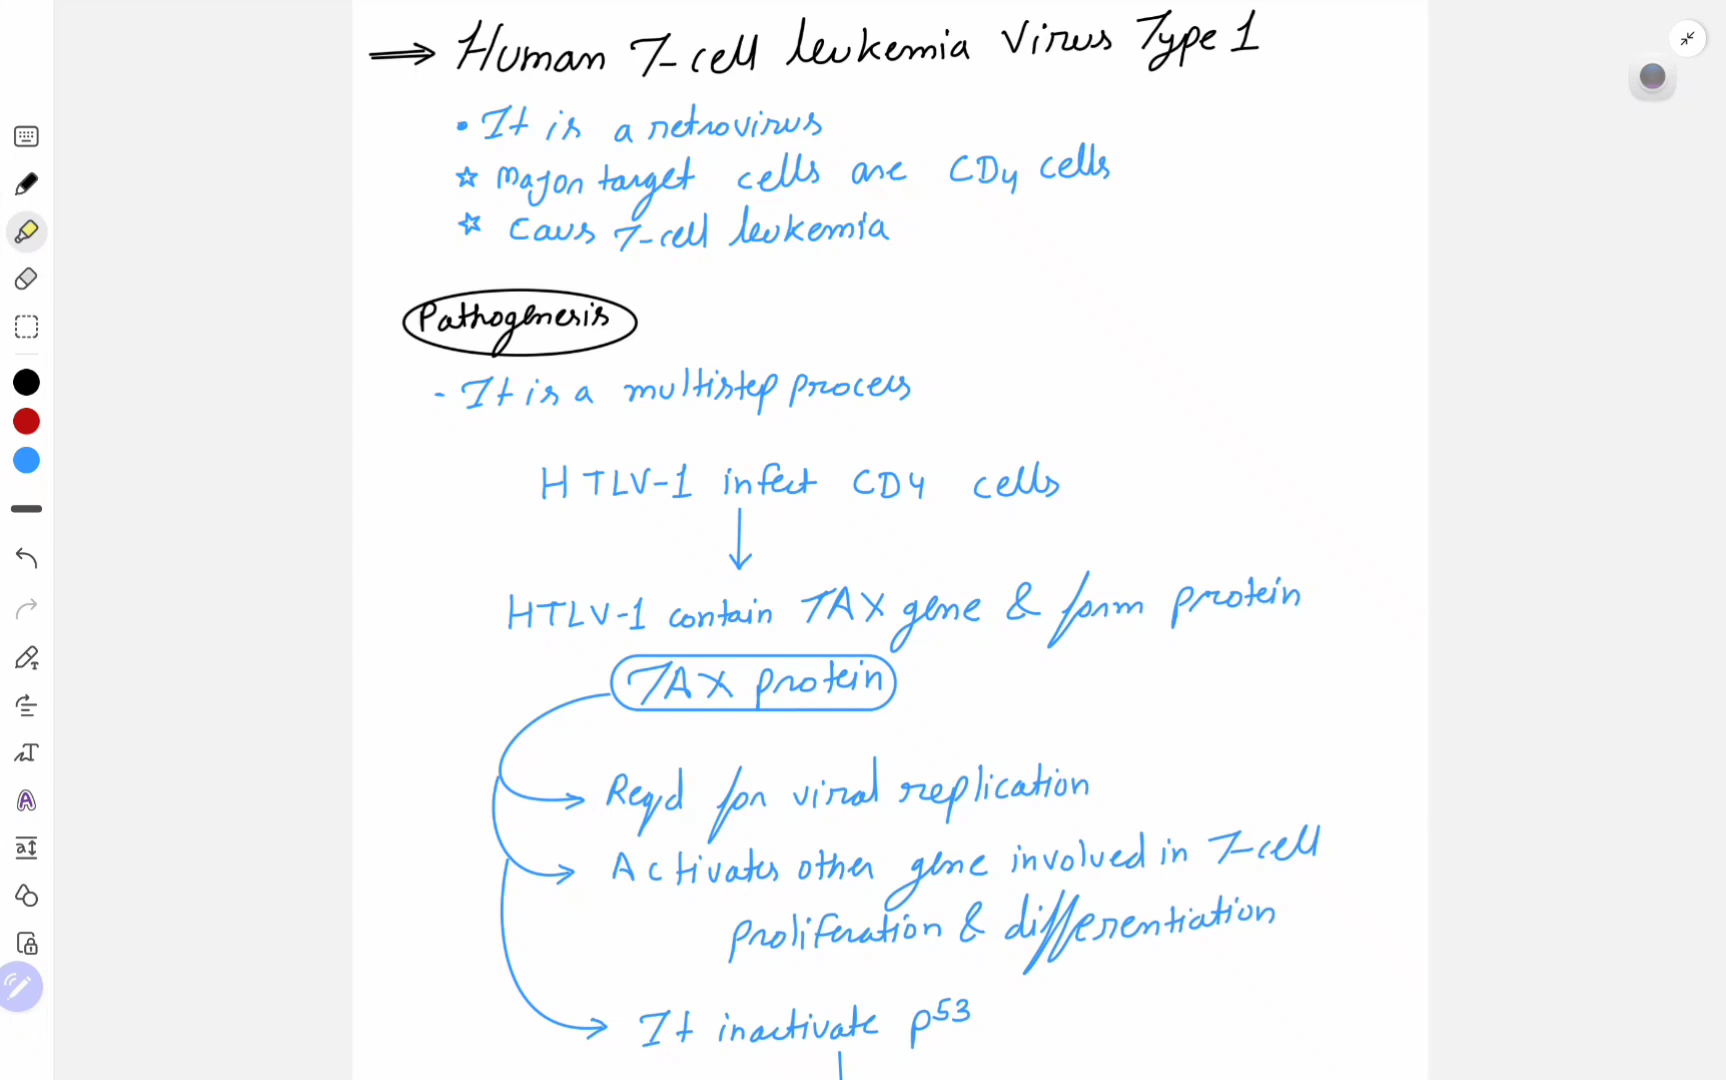 ⇒ Human T-cell leukemia Virus Type 1
• It is a retrovirus
☆ Major target cells are CD4 cells
☆ Caus T-cell leukemia
Pathogenesis
- It is a multistep process
HTLV-1 infect CD4 cells
↓
HTLV-1 contain TAX gene & form protein
TAX protein
→ Reqd for viral replication
→ Activates other gene involved in T-cell
proliferation & differentiation
→ It inactivate p53